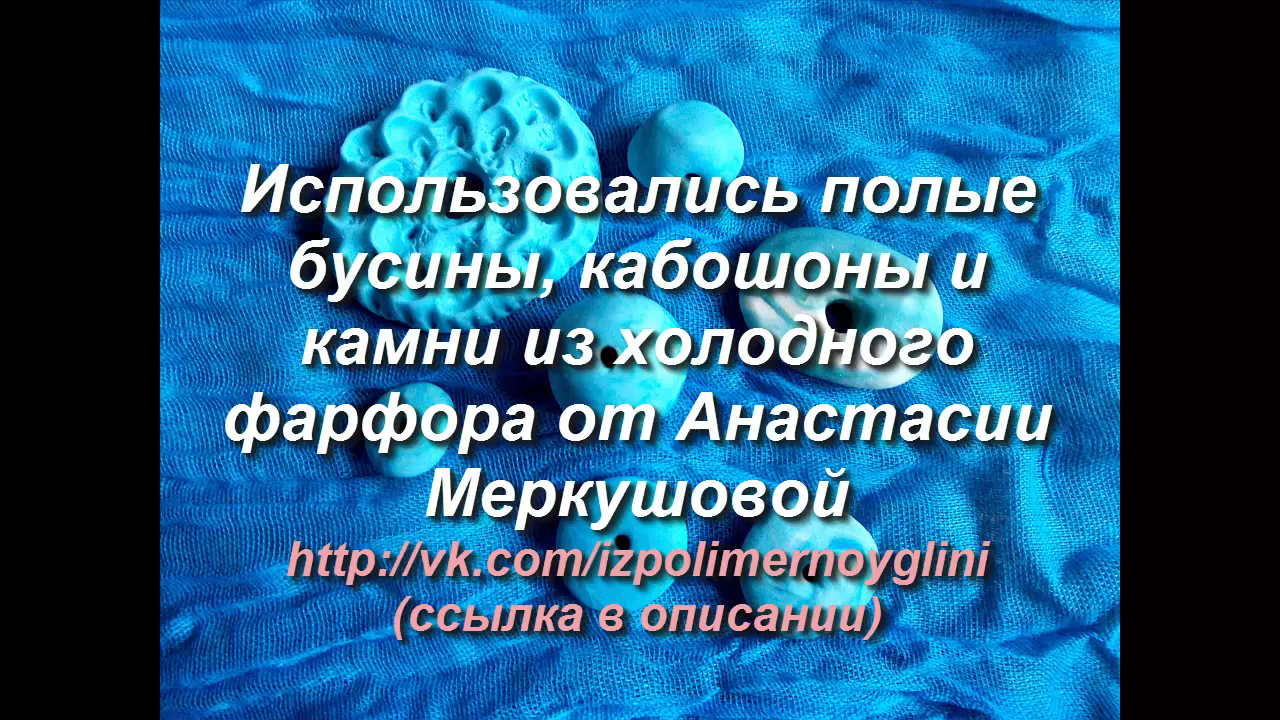 Использовались полые
бусины, кабошоны и
камни из холодного
фарфора от Анастасии
Меркушовой
http://vk.com/izpolimernoyglini
(ссылка в описании)